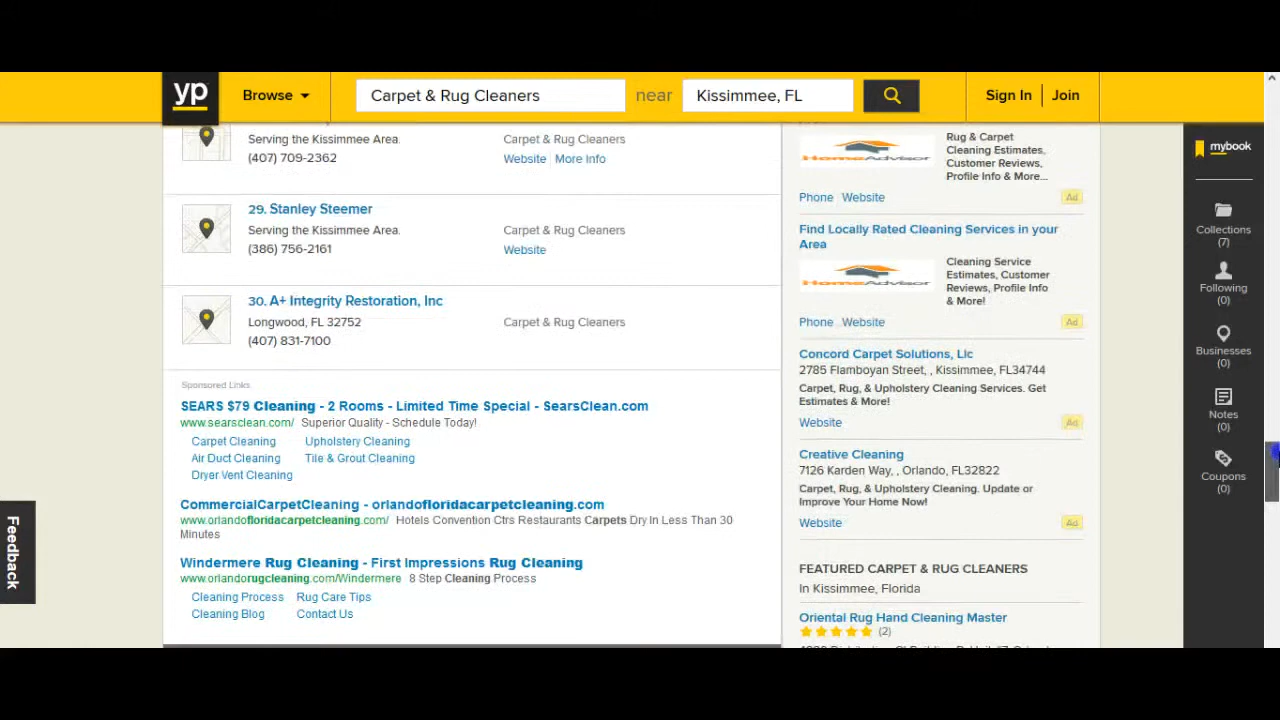 yp
Browse
Carpet & Rug Cleaners
near
Kissimmee, FL
Sign In
Join
Serving the Kissimmee Area.
(407) 709-2362
Carpet & Rug Cleaners
Website More Info
29. Stanley Steemer
Serving the Kissimmee Area.
(386) 756-2161
Carpet & Rug Cleaners
Website
30. A+ Integrity Restoration, Inc
Longwood, FL 32752
(407) 831-7100
Carpet & Rug Cleaners
Sponsored Links
SEARS $79 Cleaning - 2 Rooms - Limited Time Special - SearsClean.com
www.searsclean.com/ Superior Quality - Schedule Today!
Carpet Cleaning Upholstery Cleaning
Air Duct Cleaning Tile & Grout Cleaning
Dryer Vent Cleaning
CommercialCarpetCleaning - orlandofloridacarpetcleaning.com
www.orlandofloridacarpetcleaning.com/ Hotels Convention Ctrs Restaurants Carpets Dry In Less Than 30
Minutes
Windermere Rug Cleaning - First Impressions Rug Cleaning
www.orlandorugcleaning.com/Windermere 8 Step Cleaning Process
Cleaning Process Rug Care Tips
Cleaning Blog Contact Us
HomeAdvisor
Rug & Carpet
Cleaning Estimates,
Customer Reviews,
Profile Info & More...
Phone Website
Ad
Find Locally Rated Cleaning Services in your
Area
HomeAdvisor
Cleaning Service
Estimates, Customer
Reviews, Profile Info
& More!
Phone Website
Ad
Concord Carpet Solutions, Llc
2785 Flamboyan Street, , Kissimmee, FL34744
Carpet, Rug, & Upholstery Cleaning Services. Get
Estimates & More!
Website
Ad
Creative Cleaning
7126 Karden Way, , Orlando, FL32822
Carpet, Rug, & Upholstery Cleaning. Update or
Improve Your Home Now!
Website
Ad
FEATURED CARPET & RUG CLEANERS
In Kissimmee, Florida
Oriental Rug Hand Cleaning Master
(2)
mybook
Collections
(7)
Following
(0)
Businesses
(0)
Notes
(0)
Coupons
(0)
Feedback